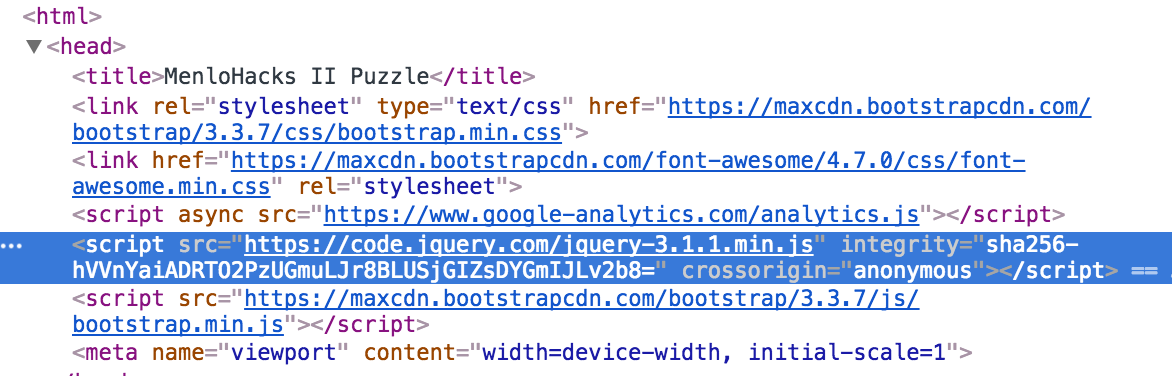 <html>
▼<head>
<title>MenloHacks II Puzzle</title>
<link rel="stylesheet" type="text/css" href="https://maxcdn.bootstrapcdn.com/
bootstrap/3.3.7/css/bootstrap.min.css">
<link href="https://maxcdn.bootstrapcdn.com/font-awesome/4.7.0/css/font-
awesome.min.css" rel="stylesheet">
<script async src="https://www.google-analytics.com/analytics.js"></script>
… <script src="https://code.jquery.com/jquery-3.1.1.min.js" integrity="sha256-
hVVnYaiADRTO2PzUGmuLJr8BLUSjGIZsDYGmIJLv2b8=" crossorigin="anonymous"></script> ==
<script src="https://maxcdn.bootstrapcdn.com/bootstrap/3.3.7/js/
bootstrap.min.js"></script>
<meta name="viewport" content="width=device-width, initial-scale=1">